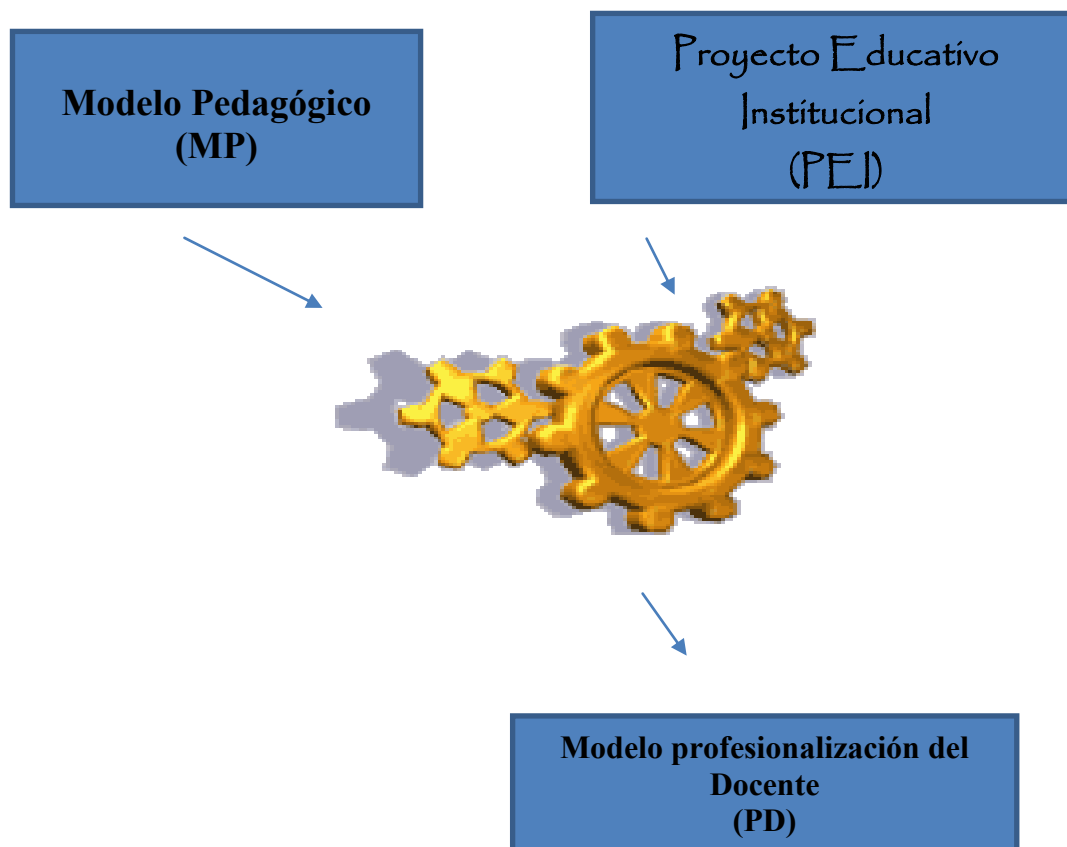 Modelo Pedagógico
(MP)
Proyecto Educativo
Institucional
(PEI)
Modelo profesionalización del
Docente
(PD)